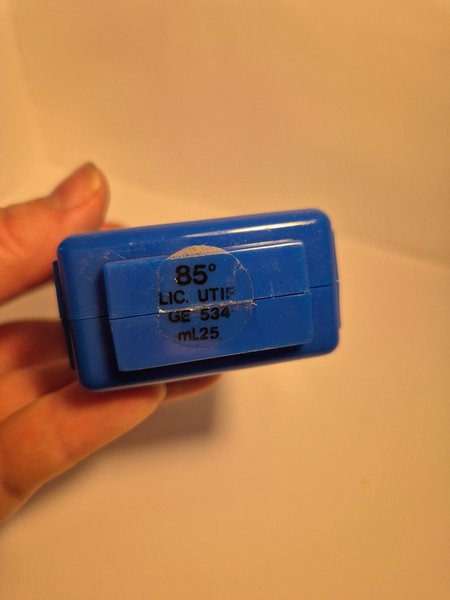 85°
LIC. UTIF
GE 534
ml.25